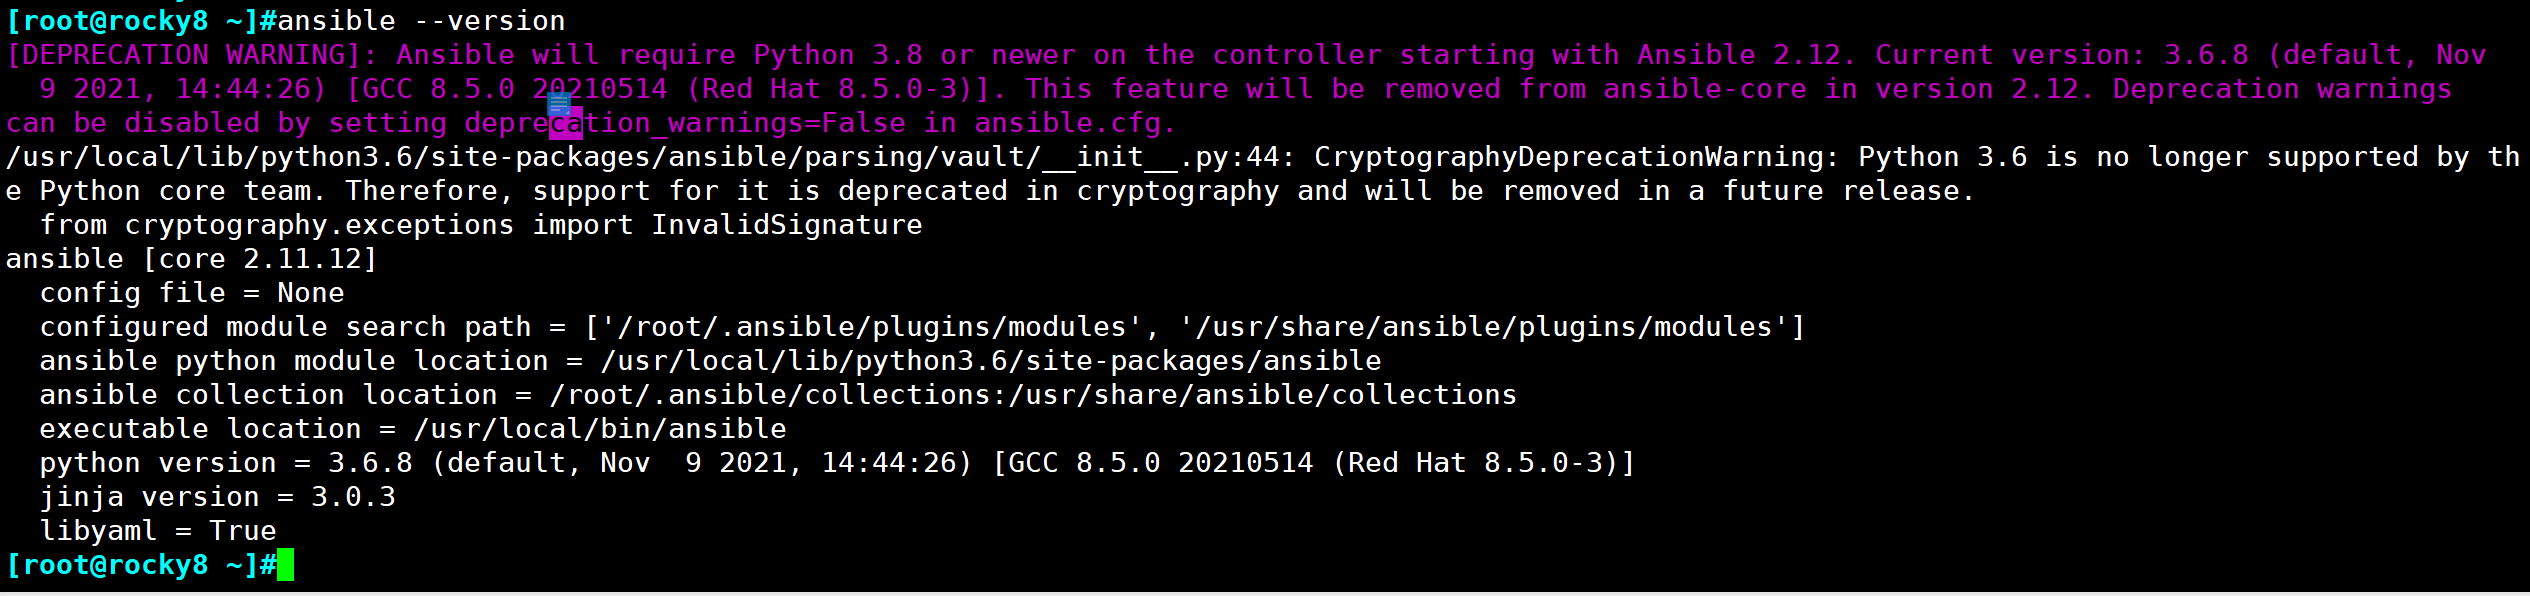 [root@rocky8 ~]#ansible --version
[DEPRECATION WARNING]: Ansible will require Python 3.8 or newer on the controller starting with Ansible 2.12. Current version: 3.6.8 (default, Nov
  9 2021, 14:44:26) [GCC 8.5.0 20210514 (Red Hat 8.5.0-3)]. This feature will be removed from ansible-core in version 2.12. Deprecation warnings
can be disabled by setting deprecation_warnings=False in ansible.cfg.
/usr/local/lib/python3.6/site-packages/ansible/parsing/vault/__init__.py:44: CryptographyDeprecationWarning: Python 3.6 is no longer supported by th
e Python core team. Therefore, support for it is deprecated in cryptography and will be removed in a future release.
  from cryptography.exceptions import InvalidSignature
ansible [core 2.11.12]
  config file = None
  configured module search path = ['/root/.ansible/plugins/modules', '/usr/share/ansible/plugins/modules']
  ansible python module location = /usr/local/lib/python3.6/site-packages/ansible
  ansible collection location = /root/.ansible/collections:/usr/share/ansible/collections
  executable location = /usr/local/bin/ansible
  python version = 3.6.8 (default, Nov  9 2021, 14:44:26) [GCC 8.5.0 20210514 (Red Hat 8.5.0-3)]
  jinja version = 3.0.3
  libyaml = True
[root@rocky8 ~]#